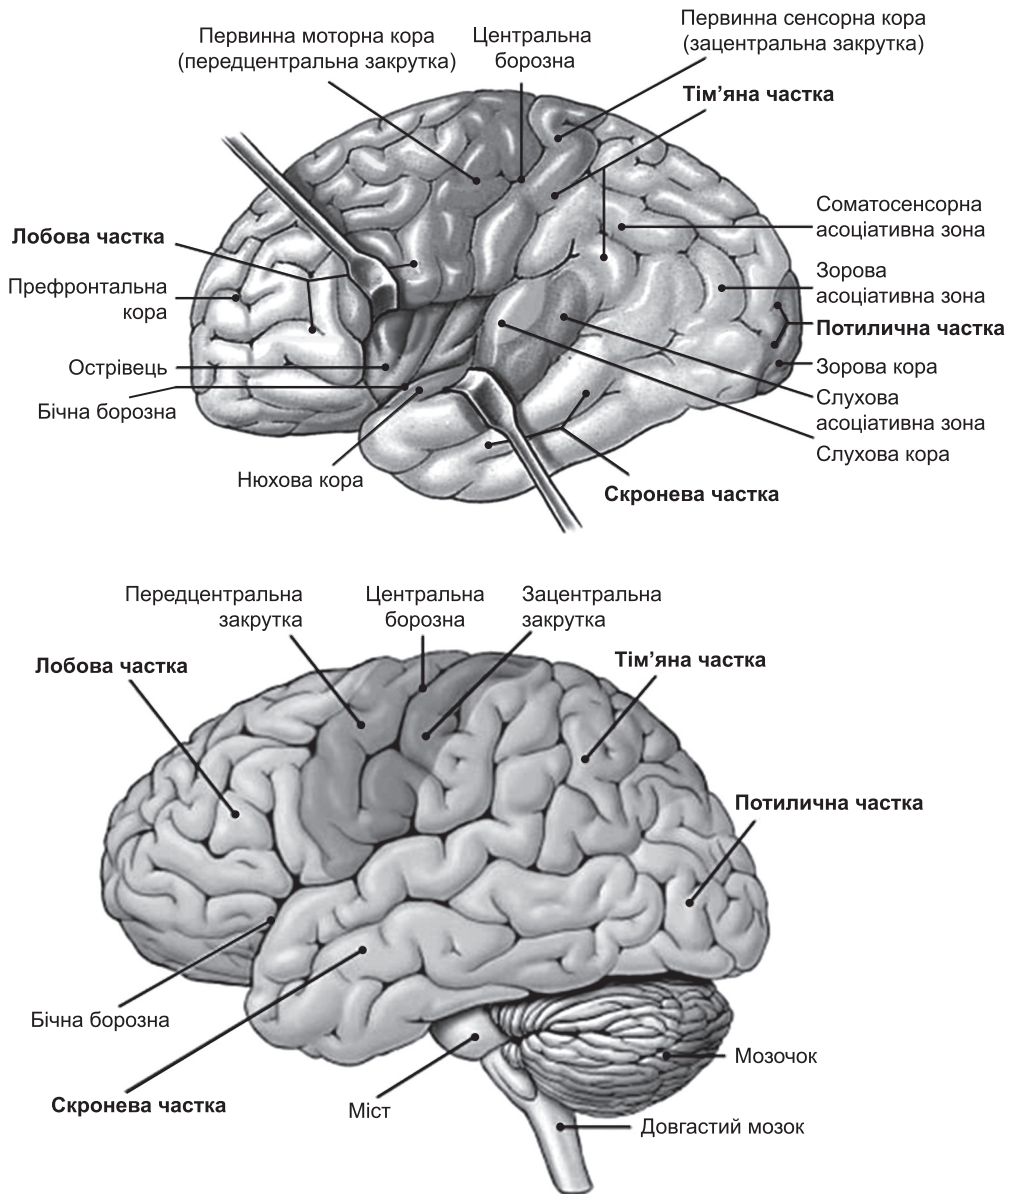 Первинна моторна кора
(передцентральна закрутка)
Центральна
борозна
Первинна сенсорна кора
(зацентральна закрутка)
Тім’яна частка
Лобова частка
Префронтальна
кора
Острівець
Бічна борозна
Нюхова кора
Соматосенсорна
асоціативна зона
Зорова
асоціативна зона
Потилична частка
Зорова кора
Слухова
асоціативна зона
Слухова кора
Скронева частка
Передцентральна
закрутка
Центральна
борозна
Зацентральна
закрутка
Лобова частка
Тім’яна частка
Потилична частка
Бічна борозна
Скронева частка
Міст
Мозочок
Довгастий мозок